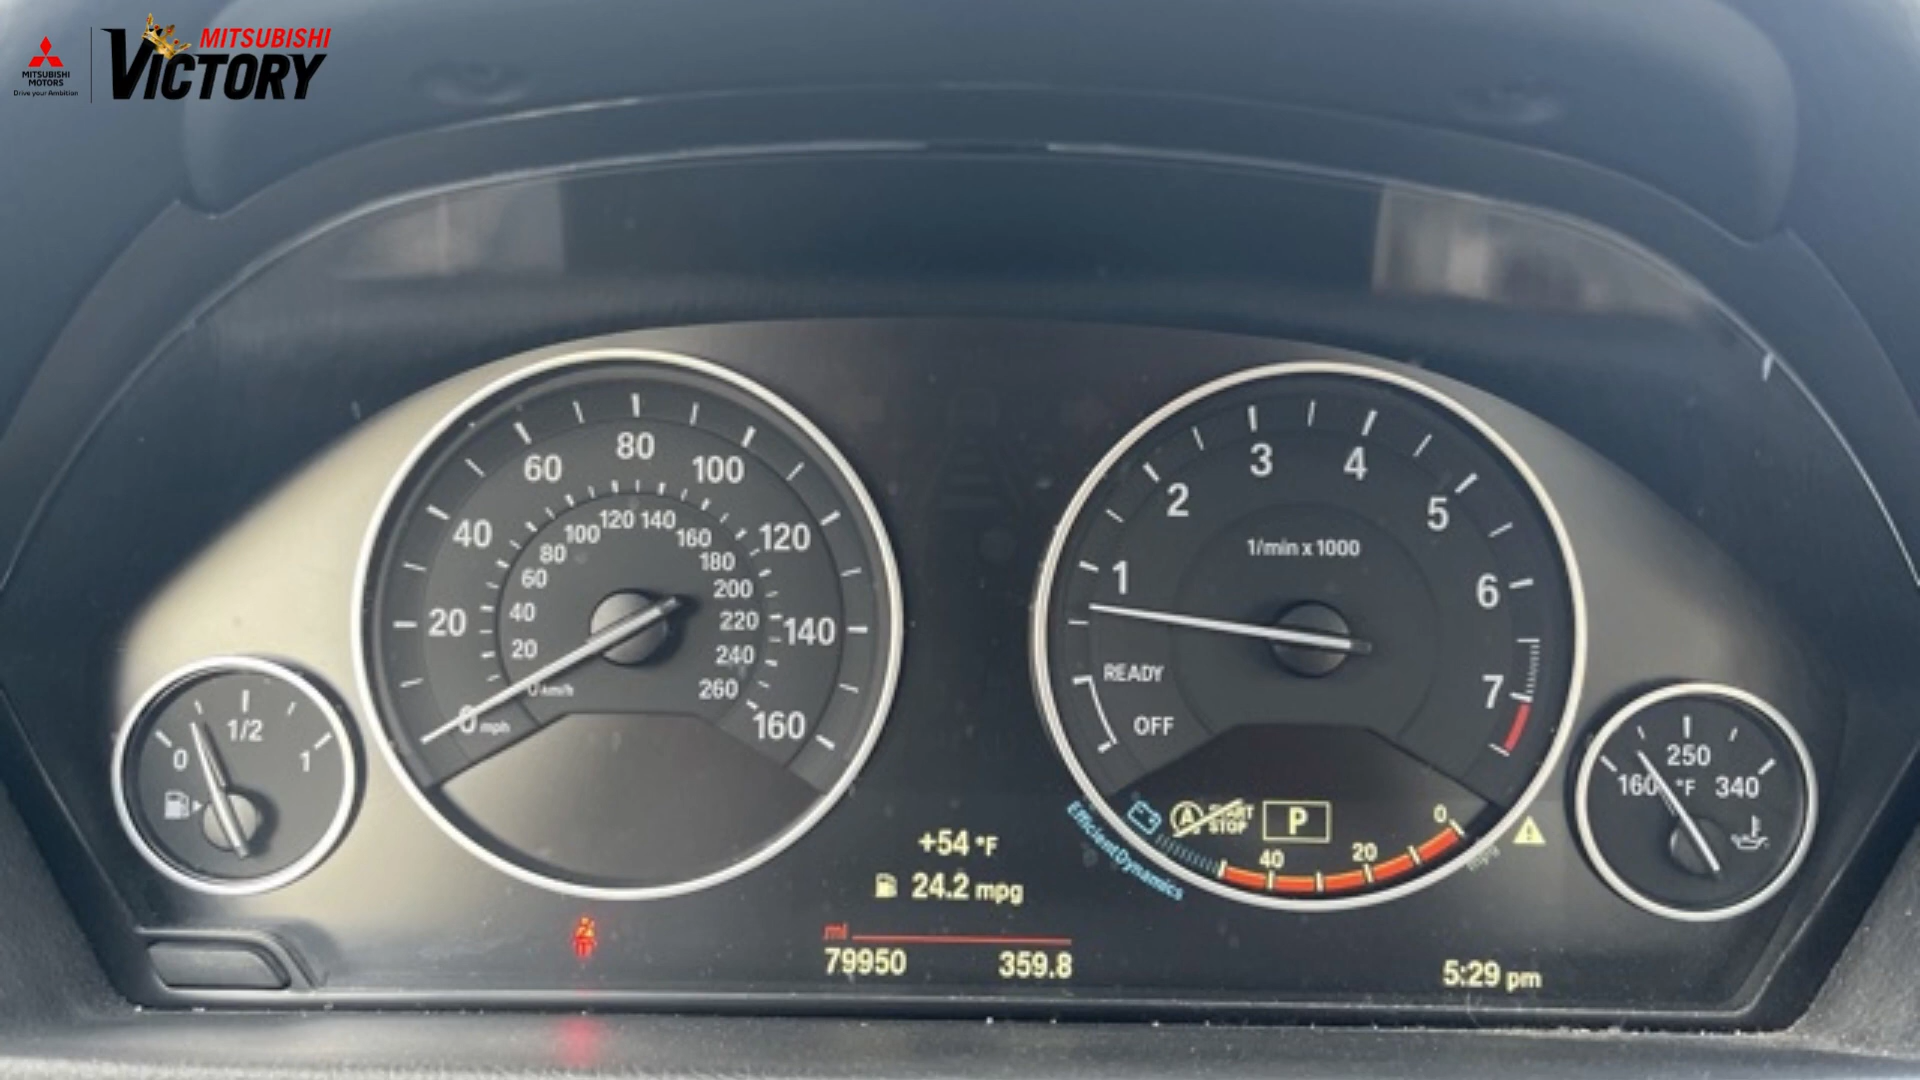 MITSUBISHI
MOTORS
Drive your Ambition
MITSUBISHI
VICTORY
0
1/2
1
0 mph
20
40
60
80
100
120
140
160
0 km/h
20
40
60
80
100
120 140
160
180
200
220
240
260
OFF
READY
1
2
3
4
5
6
7
1/min x 1000
EfficientDynamics
A START
STOP
P
40
20
0
mpg
160
250
°F
340
+54 °F
24.2 mpg
mi
79950
359.8
5:29 pm